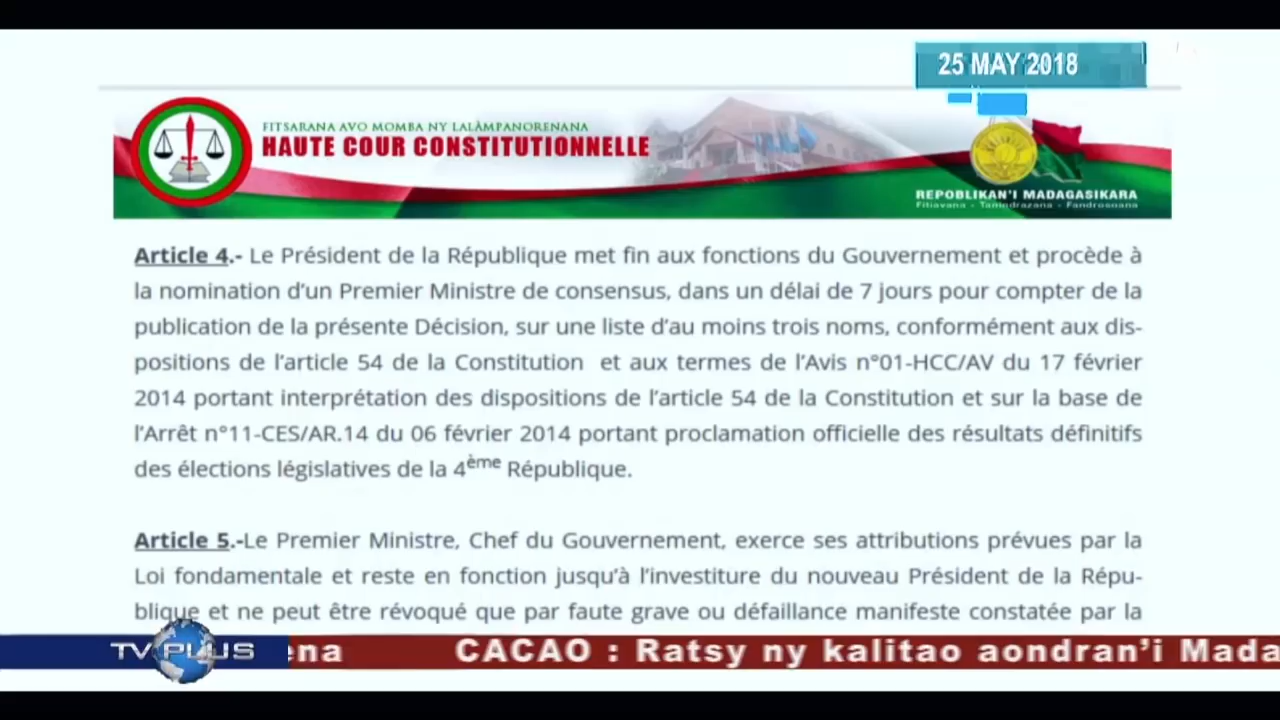 25 MAY 2018
FITSARANA AVO MOMBA NY LALÀMPANORENANA
HAUTE COUR CONSTITUTIONNELLE
REPOBLIKAN'I MADAGASIKARA
Fitiavana - Tanindrazana - Fandrosoana
Article 4.- Le Président de la République met fin aux fonctions du Gouvernement et procède à
la nomination d'un Premier Ministre de consensus, dans un délai de 7 jours pour compter de la
publication de la présente Décision, sur une liste d'au moins trois noms, conformément aux dis-
positions de l'article 54 de la Constitution et aux termes de l'Avis n°01-HCC/AV du 17 février
2014 portant interprétation des dispositions de l'article 54 de la Constitution et sur la base de
l'Arrêt n°11-CES/AR.14 du 06 février 2014 portant proclamation officielle des résultats définitifs
des élections législatives de la 4ème République.
Article 5.-Le Premier Ministre, Chef du Gouvernement, exerce ses attributions prévues par la
Loi fondamentale et reste en fonction jusqu'à l'investiture du nouveau Président de la Répu-
blique et ne peut être révoqué que par faute grave ou défaillance manifeste constatée par la
TV PLUS
ena CACAO : Ratsy ny kalitao aondran'i Mada